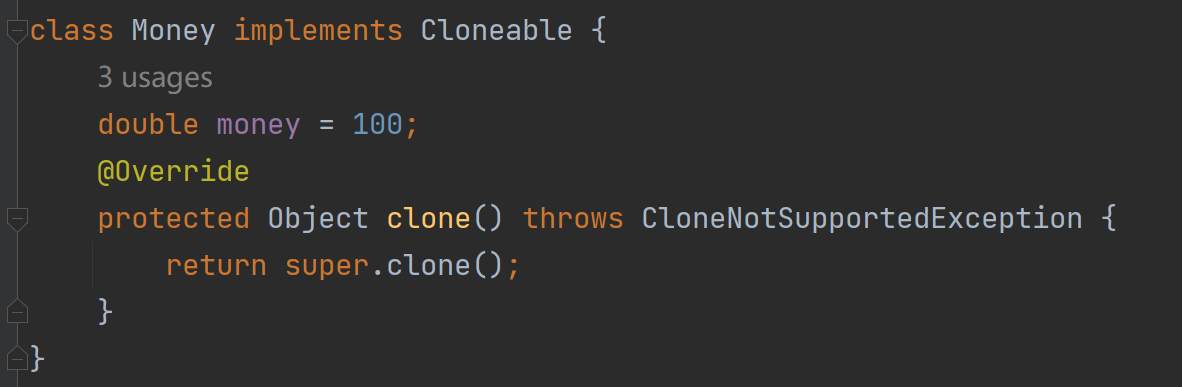 class Money implements Cloneable {
3 usages
double money = 100;
@Override
protected Object clone() throws CloneNotSupportedException {
return super.clone();
}
}